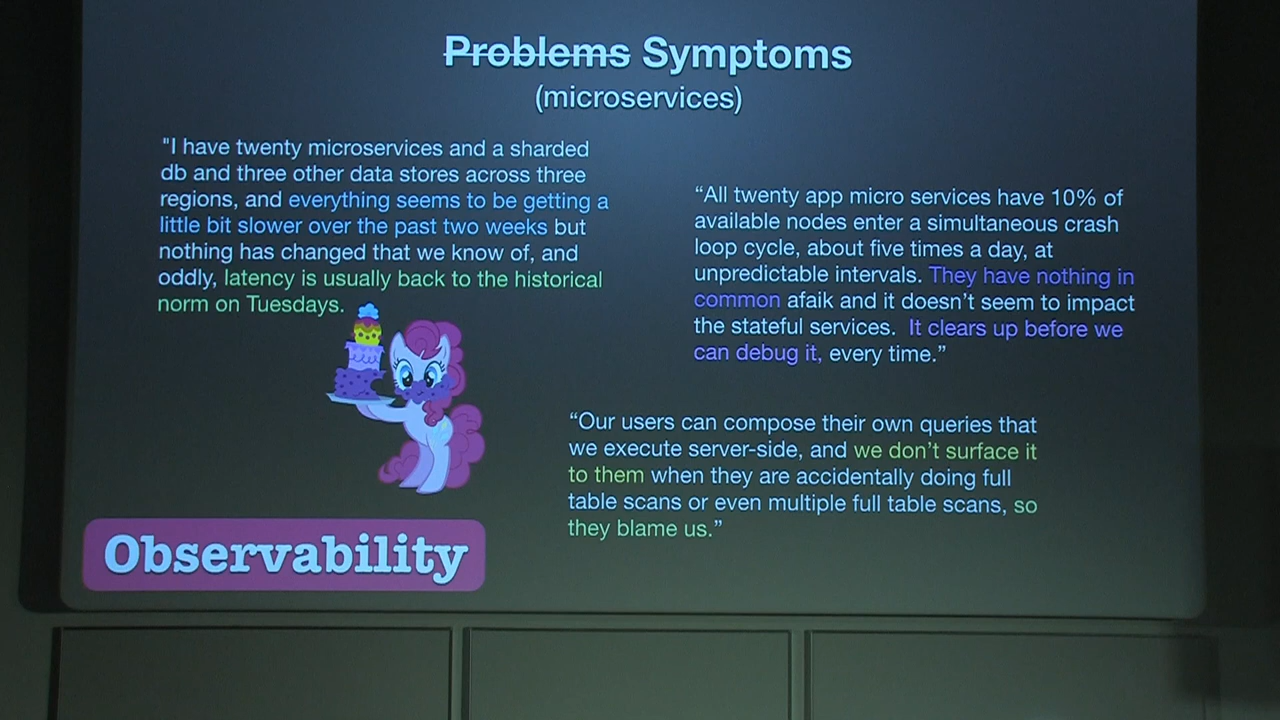 Problems Symptoms
(microservices)
"I have twenty microservices and a sharded
db and three other data stores across three
regions, and everything seems to be getting a
little bit slower over the past two weeks but
nothing has changed that we know of, and
oddly, latency is usually back to the historical
norm on Tuesdays.
“All twenty app micro services have 10% of
available nodes enter a simultaneous crash
loop cycle, about five times a day, at
unpredictable intervals. They have nothing in
common afaik and it doesn’t seem to impact
the stateful services. It clears up before we
can debug it, every time.”
“Our users can compose their own queries that
we execute server-side, and we don’t surface it
to them when they are accidentally doing full
table scans or even multiple full table scans, so
they blame us.”
Observability